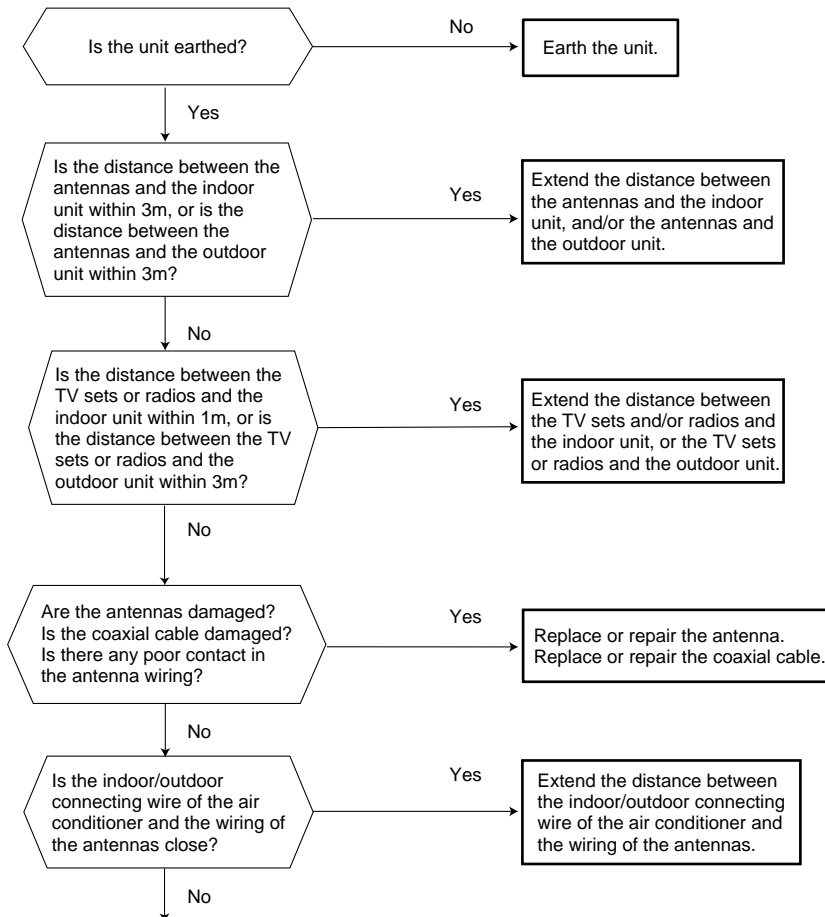 Is the unit earthed?
No
Earth the unit.
Yes
Is the distance between the
antennas and the indoor
unit within 3m, or is the
distance between the
antennas and the outdoor
unit within 3m?
Yes
Extend the distance between
the antennas and the indoor
unit, and/or the antennas and
the outdoor unit.
No
Is the distance between the
TV sets or radios and the
indoor unit within 1m, or is
the distance between the TV
sets or radios and the
outdoor unit within 3m?
Yes
Extend the distance between
the TV sets and/or radios and
the indoor unit, or the TV sets
or radios and the outdoor unit.
No
Are the antennas damaged?
Is the coaxial cable damaged?
Is there any poor contact in
the antenna wiring?
Yes
Replace or repair the antenna.
Replace or repair the coaxial cable.
No
Is the indoor/outdoor
connecting wire of the air
conditioner and the wiring of
the antennas close?
Yes
Extend the distance between
the indoor/outdoor connecting
wire of the air conditioner and
the wiring of the antennas.
No